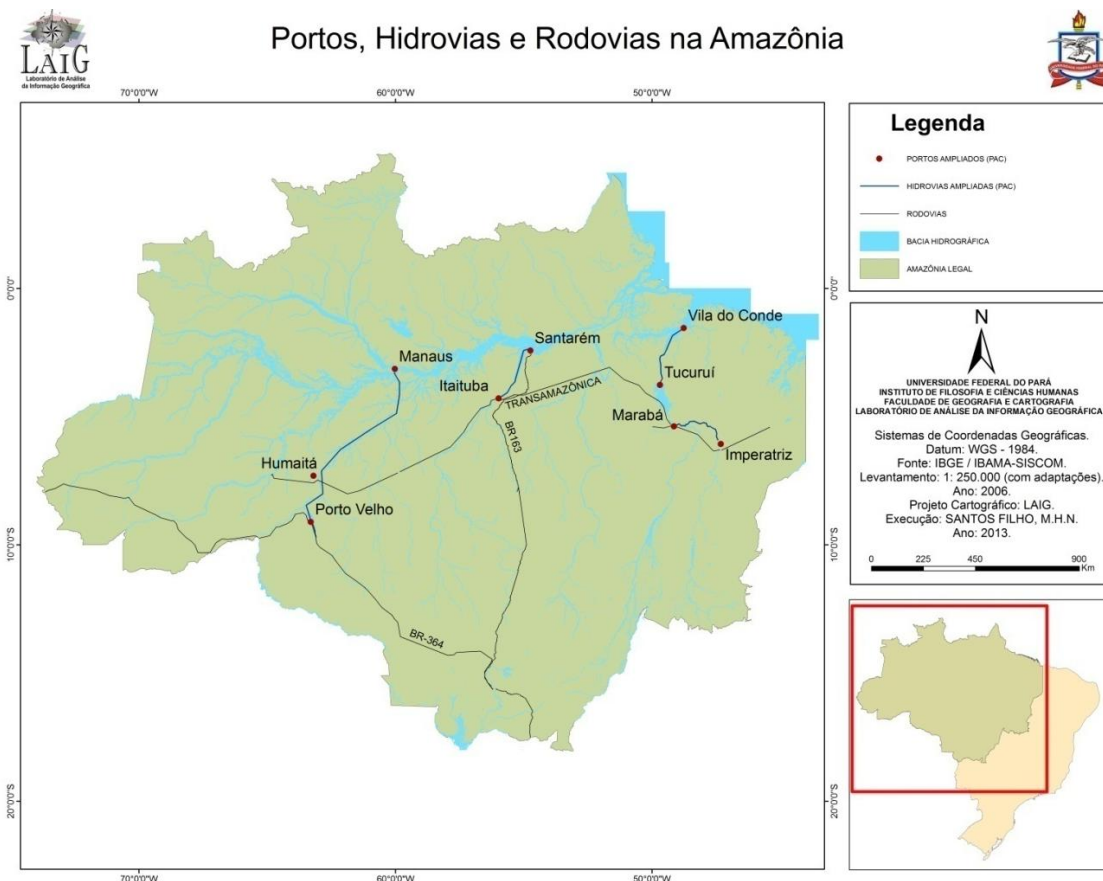 LAIG
Laboratório de Análise
da Informação Geográfica
Portos, Hidrovias e Rodovias na Amazônia
70°0'0"W
60°0'0"W
50°0'0"W
0°0'0"
10°0'0"S
20°0'0"S
Vila do Conde
Santarém
Manaus
Tucuruí
Itaituba
TRANSAMAZÔNICA
Marabá
BR163
Imperatriz
Humaitá
Porto Velho
BR-364
0°0'0"
10°0'0"S
20°0'0"S
70°0'0"W
60°0'0"W
50°0'0"W
Legenda
PORTOS AMPLIADOS (PAC)
HIDROVIAS AMPLIADAS (PAC)
RODOVIAS
BACIA HIDROGRÁFICA
AMAZÔNIA LEGAL
N
UNIVERSIDADE FEDERAL DO PARÁ
INSTITUTO DE FILOSOFIA E CIÊNCIAS HUMANAS
FACULDADE DE GEOGRAFIA E CARTOGRAFIA
LABORATÓRIO DE ANÁLISE DA INFORMAÇÃO GEOGRÁFICA
Sistemas de Coordenadas Geográficas.
Datum: WGS - 1984.
Fonte: IBGE / IBAMA-SISCOM.
Levantamento: 1: 250.000 (com adaptações).
Ano: 2006.
Projeto Cartográfico: LAIG.
Execução: SANTOS FILHO, M.H.N.
Ano: 2013.
0 225 450 900
Km